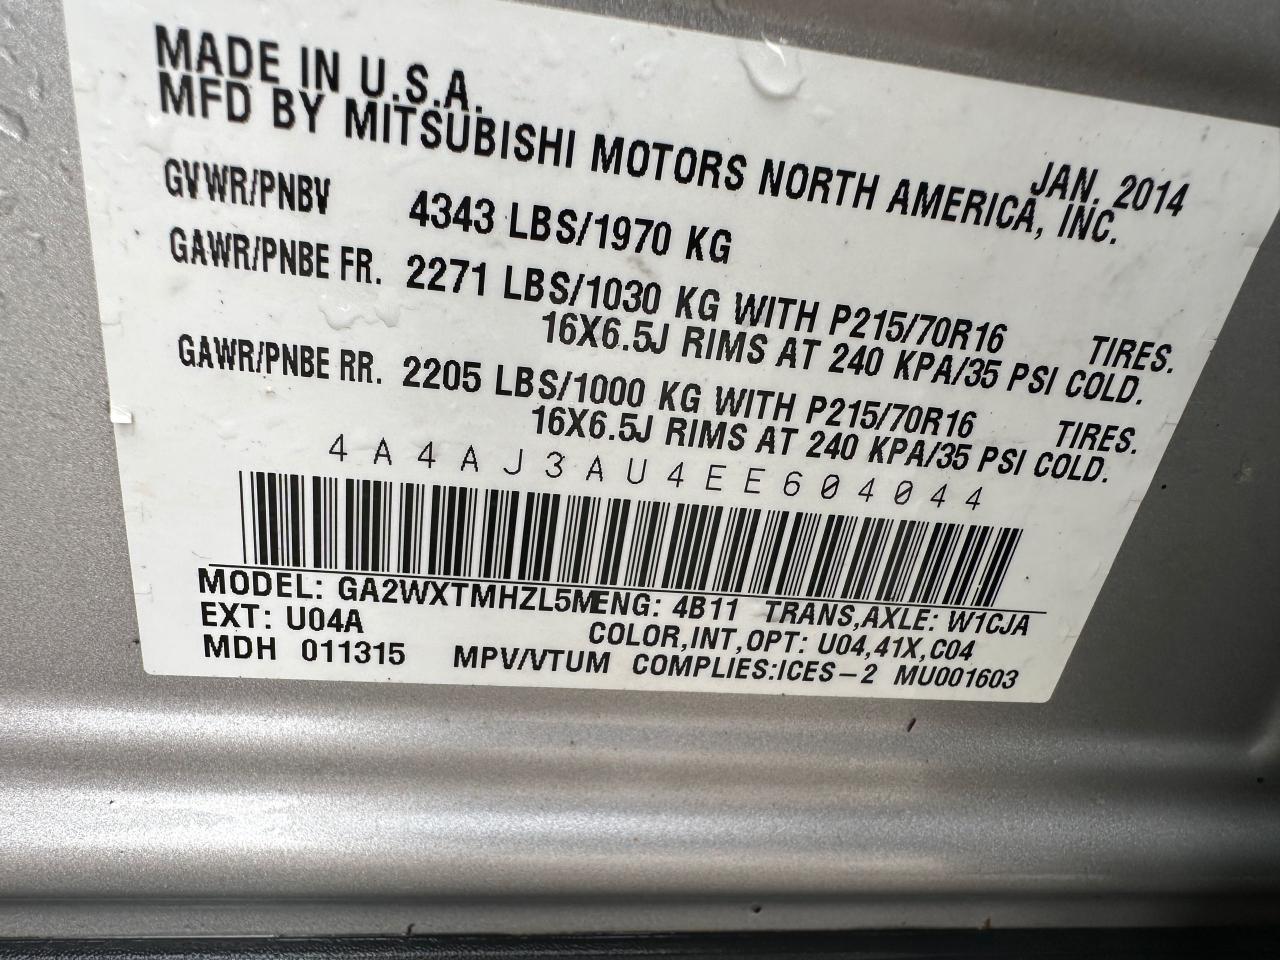 MADE IN U.S.A.
MFD BY MITSUBISHI MOTORS NORTH AMERICA, INC.
JAN. 2014
GVWR/PNBV 4343 LBS/1970 KG
GAWR/PNBE FR. 2271 LBS/1030 KG WITH P215/70R16 TIRES.
16X6.5J RIMS AT 240 KPA/35 PSI COLD.
GAWR/PNBE RR. 2205 LBS/1000 KG WITH P215/70R16 TIRES.
16X6.5J RIMS AT 240 KPA/35 PSI COLD.
4A4AJ3AU4EE604044
MODEL: GA2WXTMHZL5M ENG: 4B11 TRANS,AXLE: W1CJA
EXT: U04A COLOR,INT,OPT: U04,41X,C04
MDH 011315 MPV/VTUM COMPLIES:ICES-2 MU001603